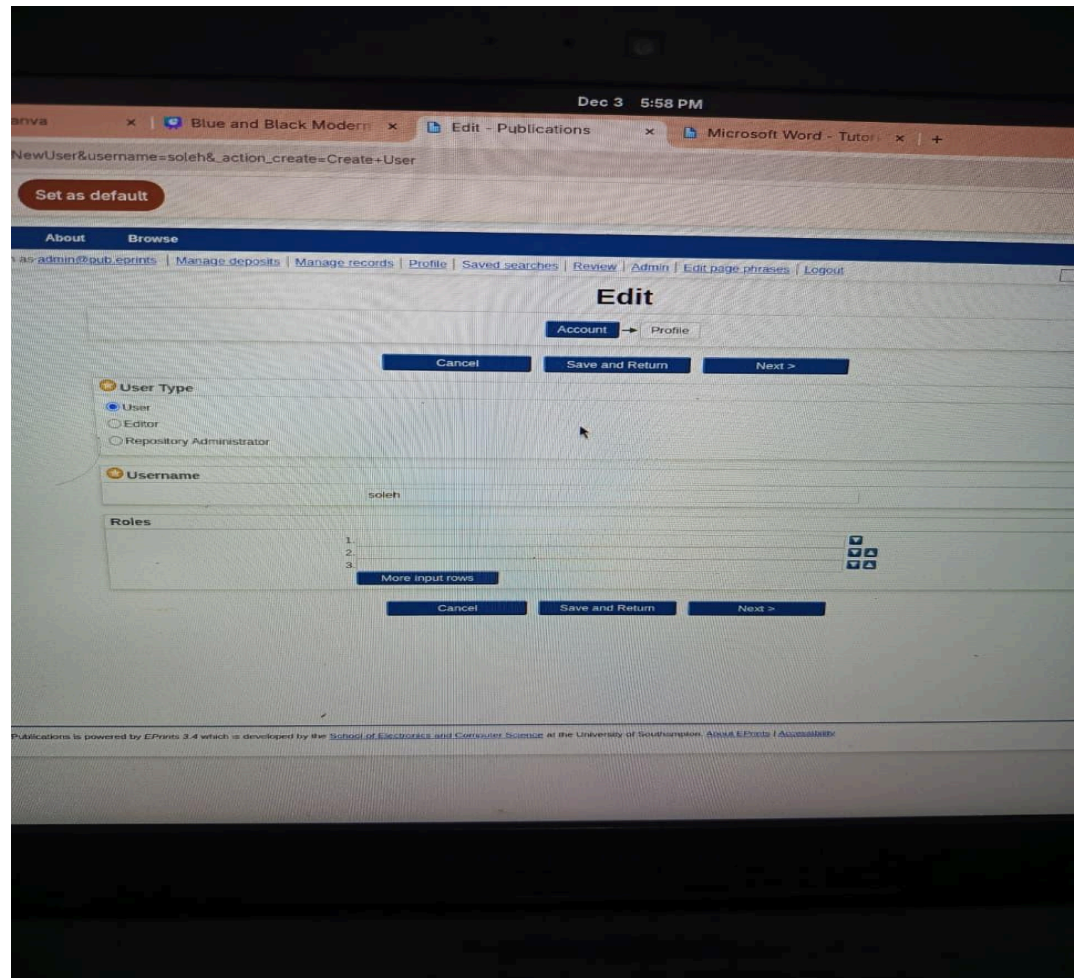 Dec 3 5:58 PM
anva × Blue and Black Modern × Edit - Publications × Microsoft Word - Tutori × +
NewUser&username=soleh&_action_create=Create+User
Set as default
About Browse
as admin@pub.eprints | Manage deposits | Manage records | Profile | Saved searches | Review | Admin | Edit page phrases | Logout
Edit
Account → Profile
Cancel Save and Return Next >
User Type
User
Editor
Repository Administrator
Username
soleh
Roles
1.
2.
3.
More input rows
Cancel Save and Return Next >
Publications is powered by EPrints 3.4 which is developed by the School of Electronics and Computer Science at the University of Southampton. About EPrints | Accessibility